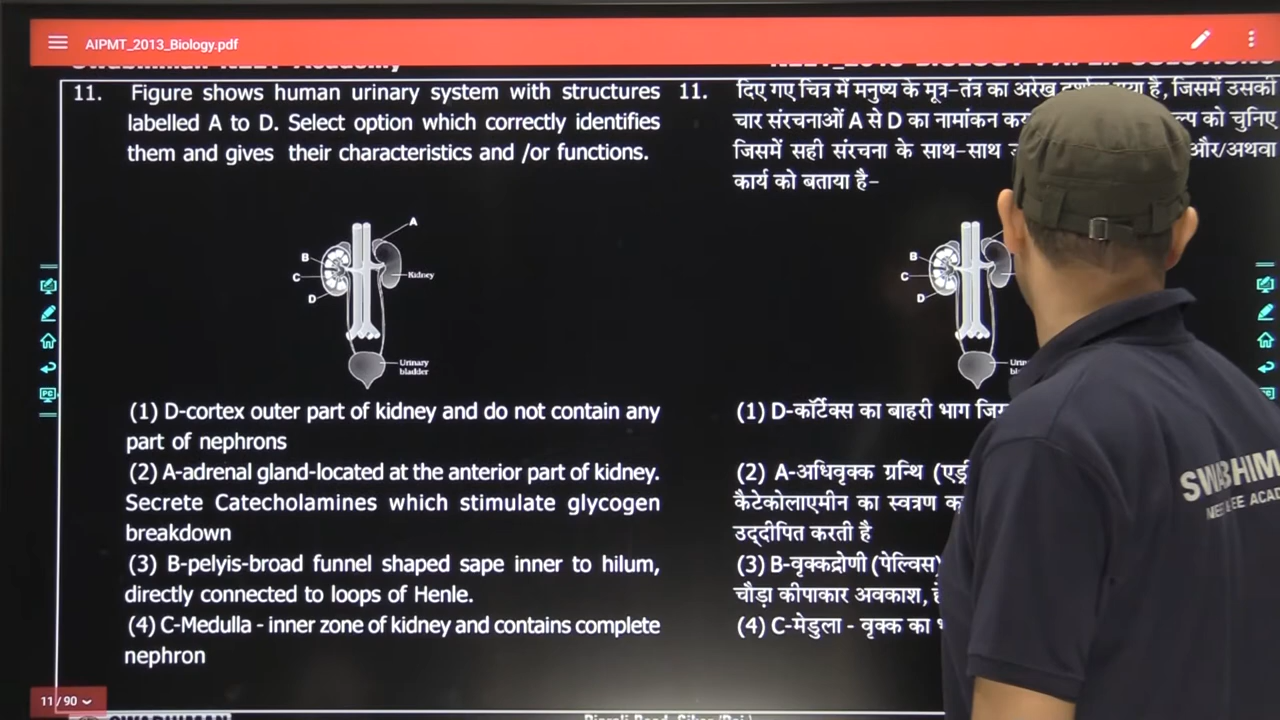 AIPMT_2013_Biology.pdf
11. Figure shows human urinary system with structures
labelled A to D. Select option which correctly identifies
them and gives their characteristics and /or functions.
A
B
C
D
Kidney
Urinary
bladder
(1) D-cortex outer part of kidney and do not contain any
part of nephrons
(2) A-adrenal gland-located at the anterior part of kidney.
Secrete Catecholamines which stimulate glycogen
breakdown
(3) B-pelyis-broad funnel shaped sape inner to hilum,
directly connected to loops of Henle.
(4) C-Medulla - inner zone of kidney and contains complete
nephron
11. दिए गए चित्र में मनुष्य के मूत्र-तंत्र का अरेख गया है, जिसमें उसकी
चार संरचनाओं A से D का नामांकन को चुनिए
जिसमें सही संरचना के साथ-साथ और/अथवा
कार्य को बताया है-
B
C
D
(1) D-कॉर्टेक्स का बाहरी भाग
(2) A-अधिवृक्क ग्रन्थि
कैटेकोलाएमीन का स्वत्रण
उद्दीपित करती है
(3) B-वृक्कद्रोणी (पेल्विस)
चौड़ा कीपाकार अवकाश,
(4) C-मेडुला - वृक्क का
11/90
PC